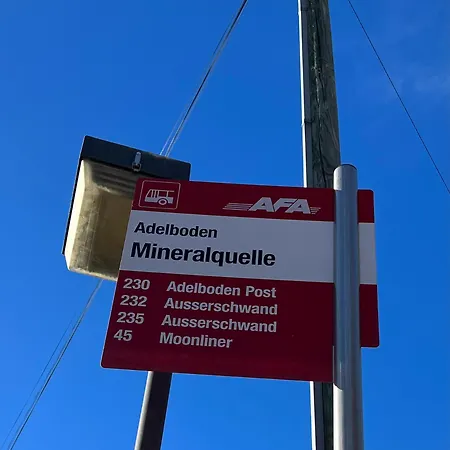 AFA
Adelboden
Mineralquelle
230 Adelboden Post
232 Ausserschwand
235 Ausserschwand
45 Moonliner